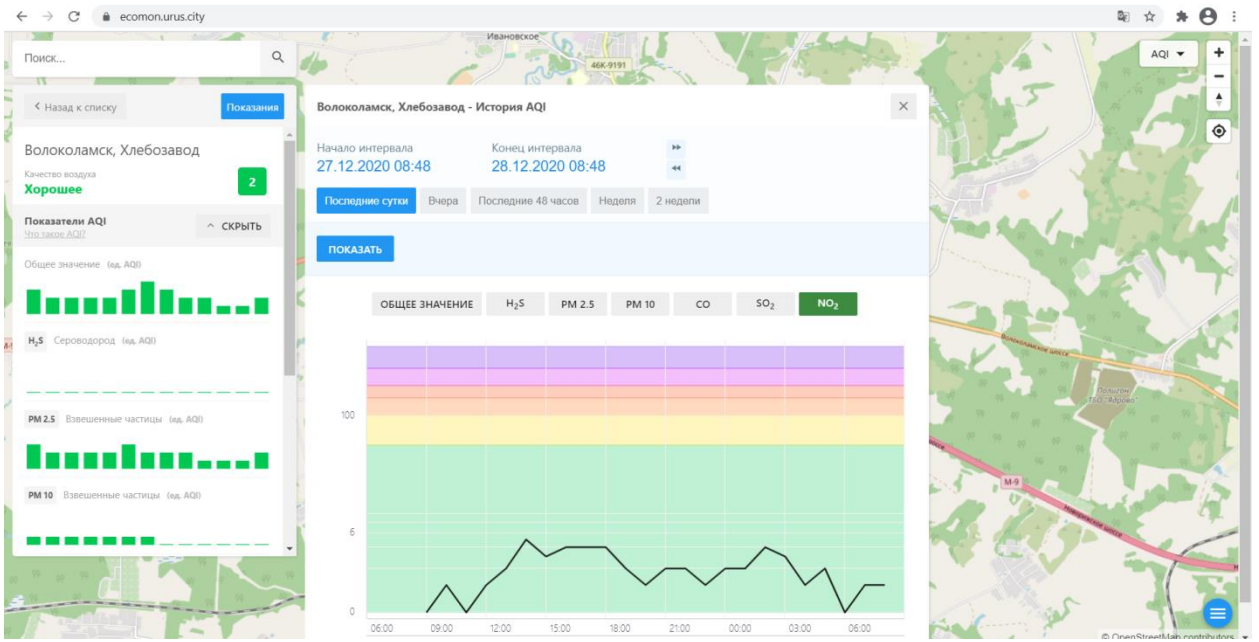 ecomon.urus.city
Поиск...
AQI
Ивановское
46K-9191
Назад к списку
Показания
Волоколамск, Хлебозавод
Качество воздуха
Хорошее
2
Показатели AQI
Что такое AQI?
СКРЫТЬ
Общее значение (ед. AQI)
H₂S Сероводород (ед. AQI)
PM 2.5 Взвешенные частицы (ед. AQI)
PM 10 Взвешенные частицы (ед. AQI)
Волоколамск, Хлебозавод - История AQI
Начало интервала Конец интервала
27.12.2020 08:48 28.12.2020 08:48
Последние сутки Вчера Последние 48 часов Неделя 2 недели
ПОКАЗАТЬ
ОБЩЕЕ ЗНАЧЕНИЕ H₂S PM 2.5 PM 10 CO SO₂ NO₂
100
6
0
06:00 09:00 12:00 15:00 18:00 21:00 00:00 03:00 06:00
Волоколамское шоссе
Полигон
ТБО "Ядрово"
М-9
Новорижское шоссе
© OpenStreetMap contributors